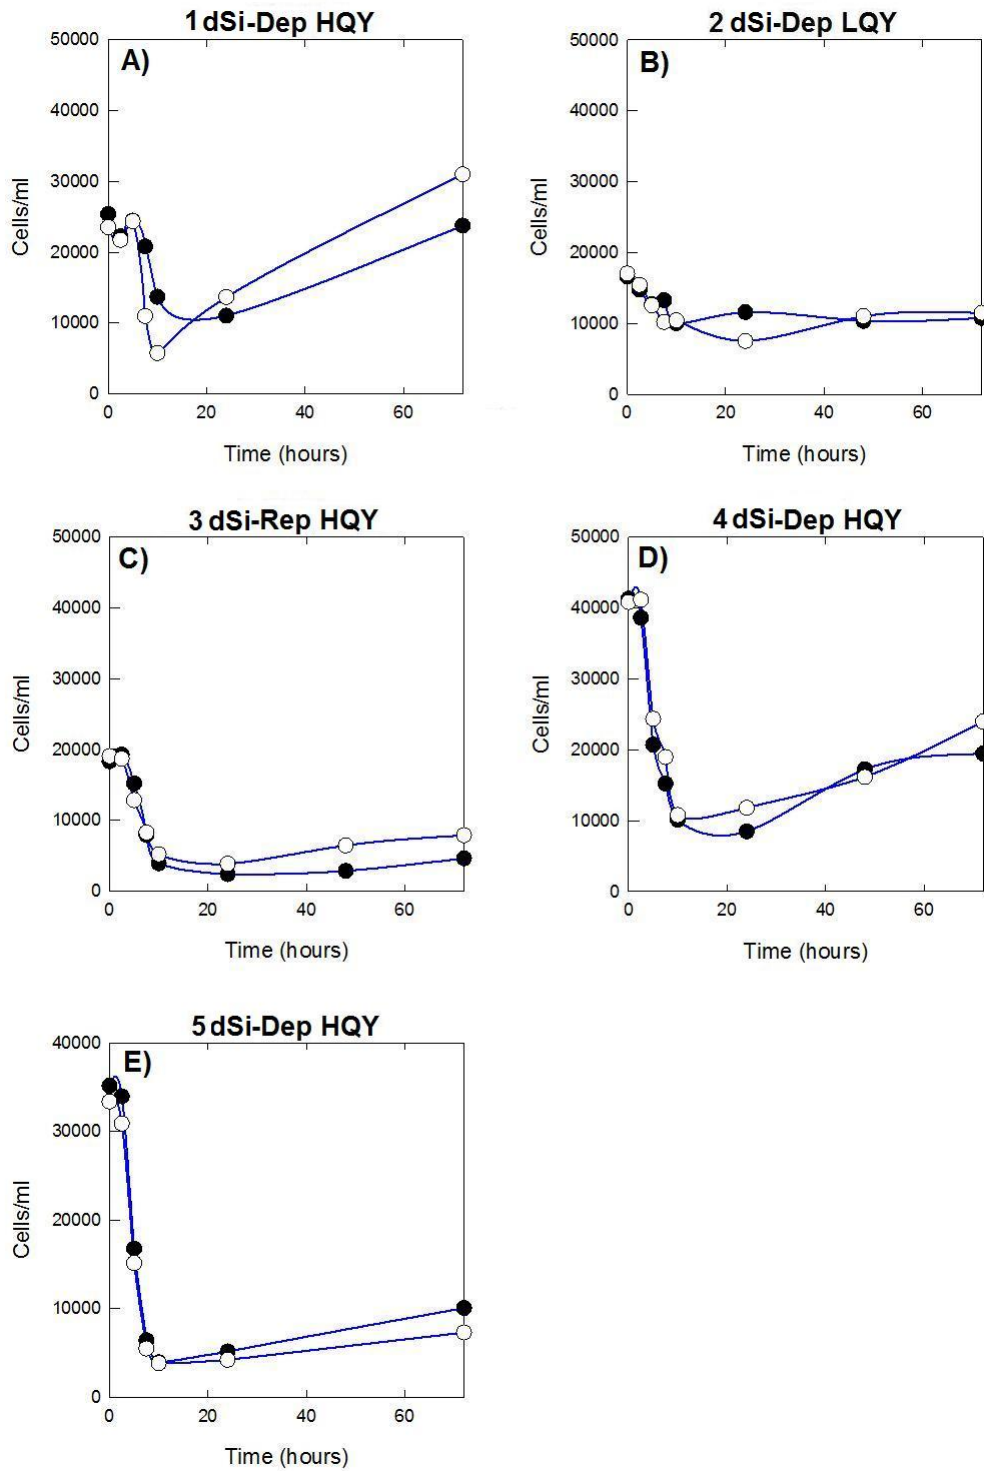 1 dSi-Dep HQY
A)
50000
40000
30000
20000
10000
0
Cells/ml
0 20 40 60
Time (hours)
2 dSi-Dep LQY
B)
50000
40000
30000
20000
10000
0
Cells/ml
0 20 40 60
Time (hours)
3 dSi-Rep HQY
C)
50000
40000
30000
20000
10000
0
Cells/ml
0 20 40 60
Time (hours)
4 dSi-Dep HQY
D)
50000
40000
30000
20000
10000
0
Cells/ml
0 20 40 60
Time (hours)
5 dSi-Dep HQY
E)
40000
30000
20000
10000
0
Cells/ml
0 20 40 60
Time (hours)